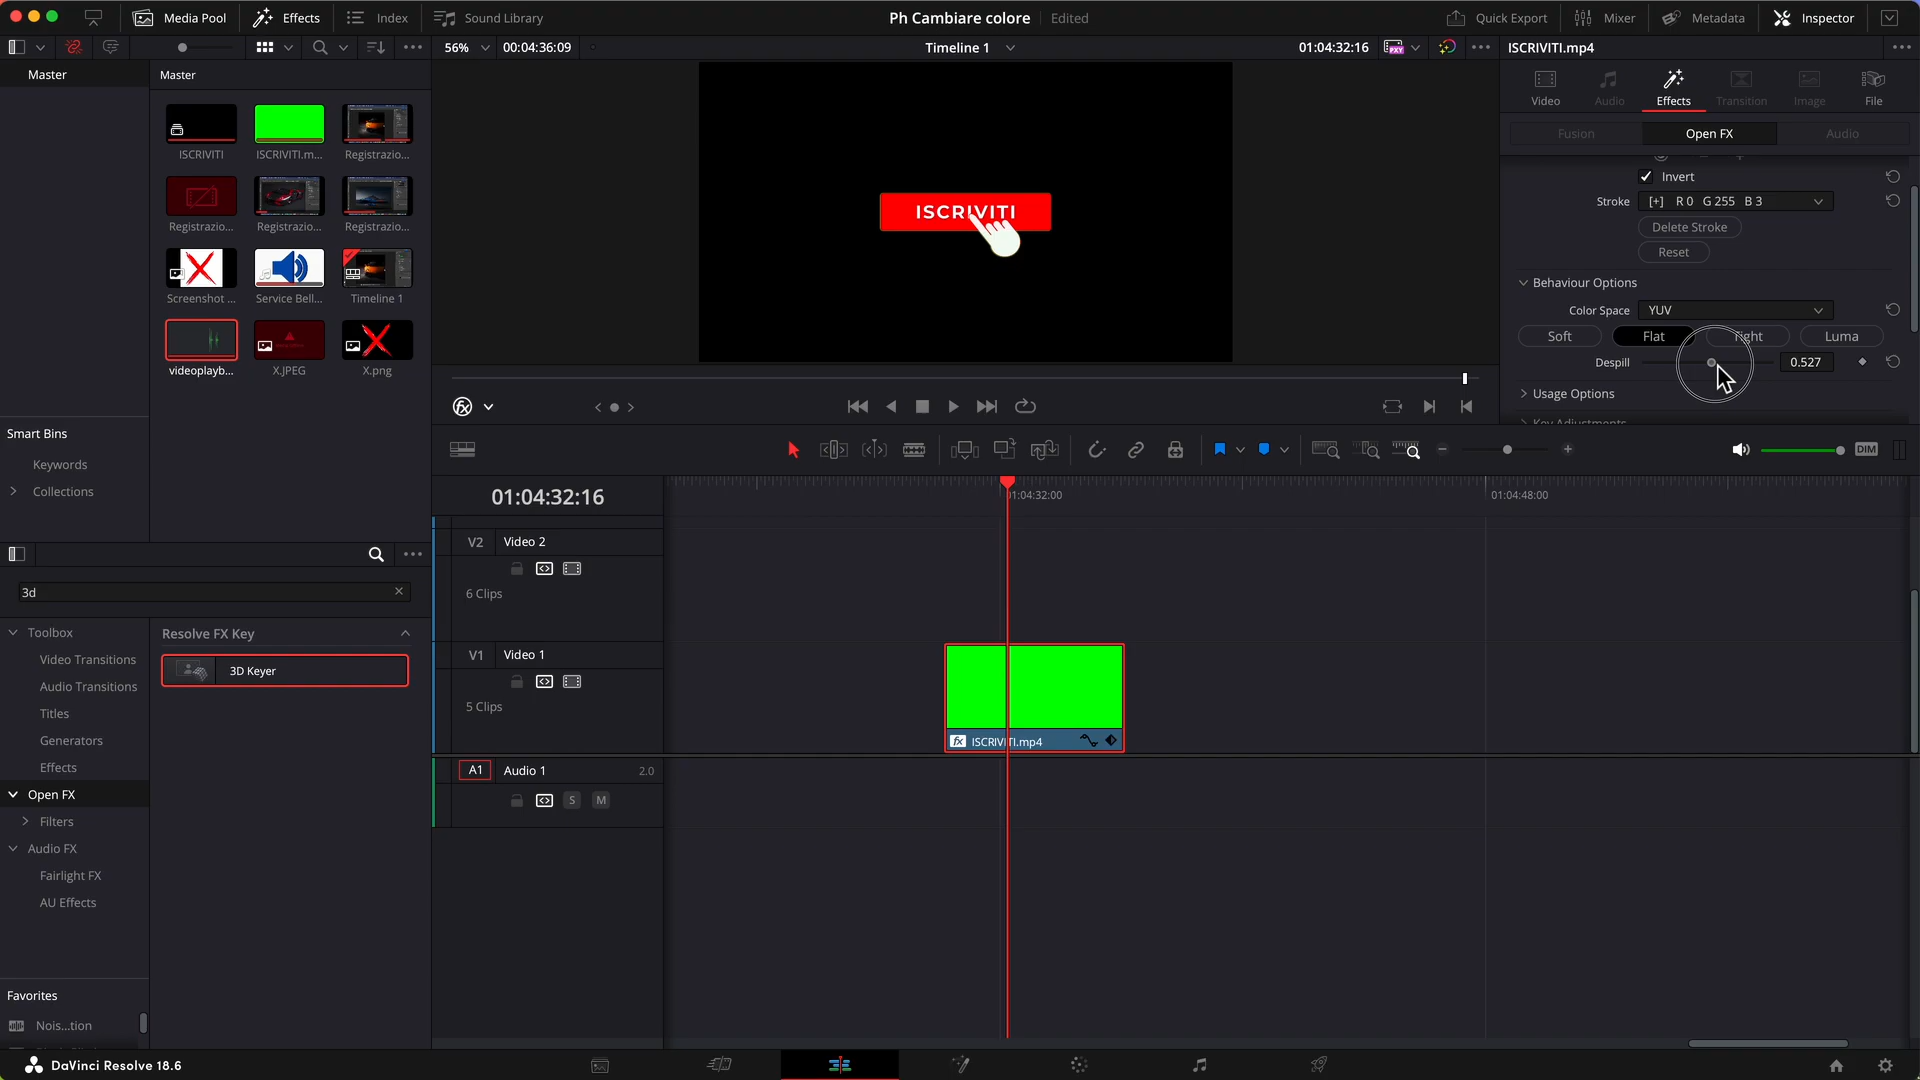 Media Pool
Effects
Index
Sound Library
Ph Cambiare colore
Edited
Quick Export
Mixer
Metadata
Inspector
56%
00:04:36:09
Timeline 1
01:04:32:16
PXY
ISCRIVITI.mp4
Master
Master
Video
Audio
Effects
Transition
Image
File
Fusion
Open FX
Audio
ISCRIVITI
ISCRIVITI.m...
Registrazio...
Registrazio...
Registrazio...
Registrazio...
Screenshot ...
Service Bell...
Timeline 1
videoplayb...
X.JPEG
X.png
ISCRIVITI
Invert
Stroke
[+] R 0 G 255 B 3
Delete Stroke
Reset
Behaviour Options
Color Space
YUV
Soft
Flat
Luma
Despill
0.527
Usage Options
Key Adjustments
Smart Bins
Keywords
Collections
DIM
01:04:32:16
01:04:32:00
01:04:48:00
V2
Video 2
6 Clips
V1
Video 1
5 Clips
fx
ISCRIVITI.mp4
A1
Audio 1
2.0
S
M
3d
Toolbox
Video Transitions
Audio Transitions
Titles
Generators
Effects
Open FX
Filters
Audio FX
Fairlight FX
AU Effects
Resolve FX Key
3D Keyer
Favorites
Nois...tion
DaVinci Resolve 18.6